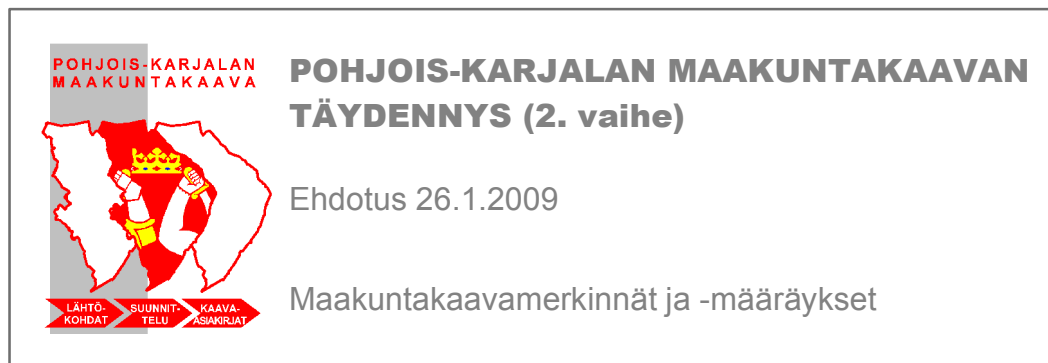 POHJOIS-KARJALAN
MAAKUNTAKAAVA
LÄHTÖ-
KOHDAT
SUUNNIT-
TELU
KAAVA-
ASIAKIRJAT
POHJOIS-KARJALAN MAAKUNTAKAAVAN
TÄYDENNYS (2. vaihe)
Ehdotus 26.1.2009
Maakuntakaavamerkinnät ja -määräykset